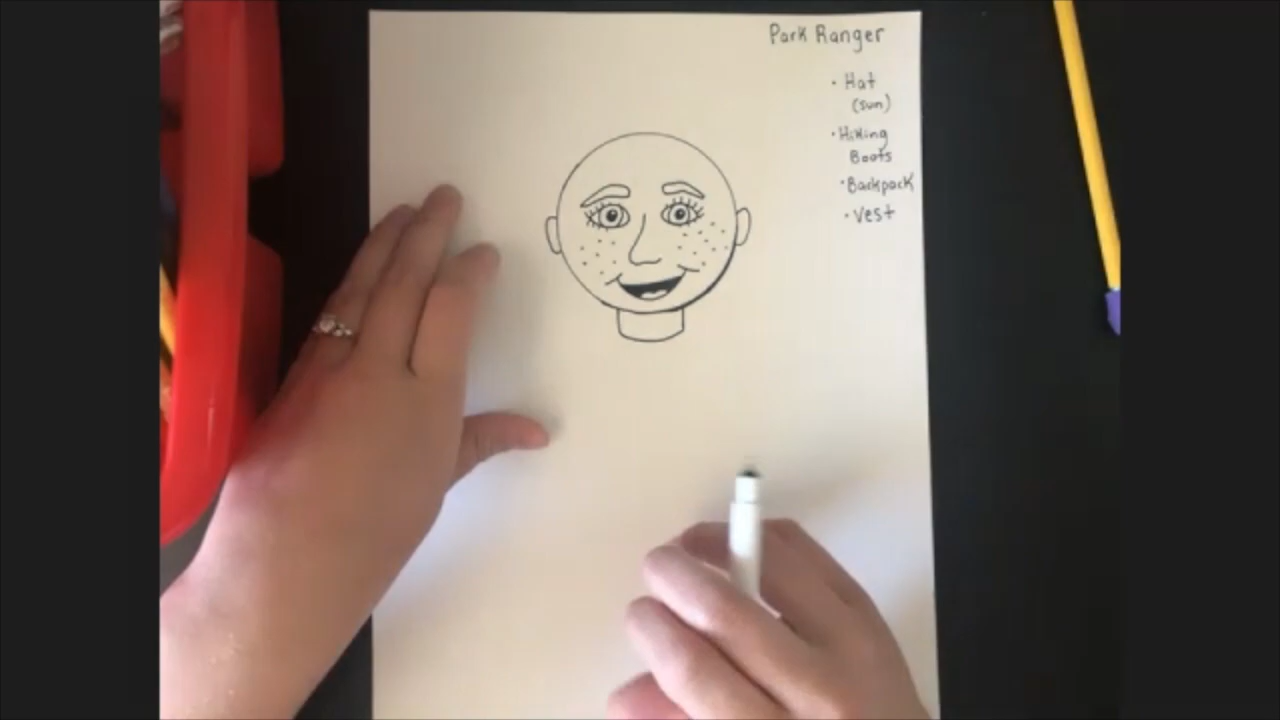 Park Ranger
• Hat
(sun)
• Hiking
Boots
• Backpack
• Vest